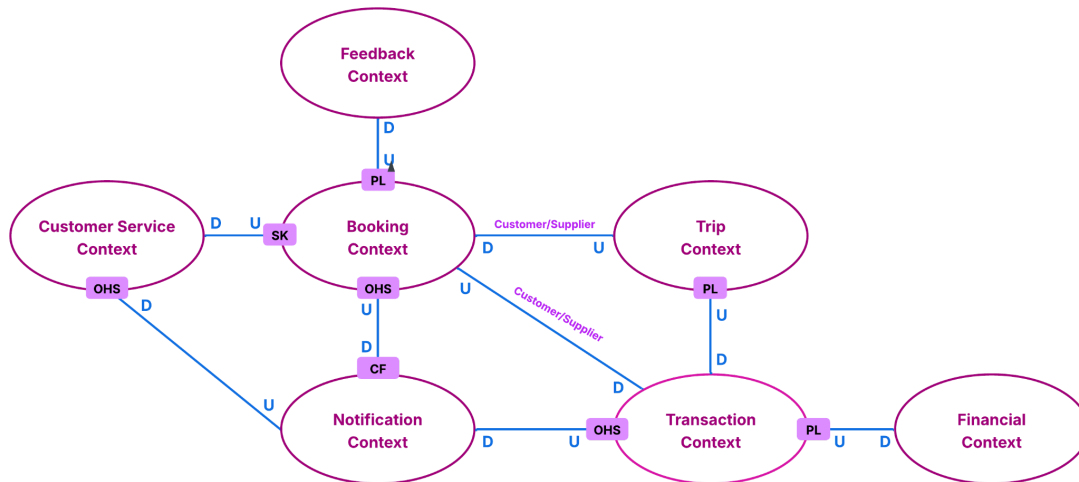 Feedback
Context
D
U
PL
Customer Service
Context
D
U
SK
Booking
Context
Customer/Supplier
D
U
Trip
Context
OHS
D
OHS
U
U
Customer/Supplier
PL
U
D
CF
D
D
U
Notification
Context
D
U
OHS
Transaction
Context
PL
U
D
Financial
Context